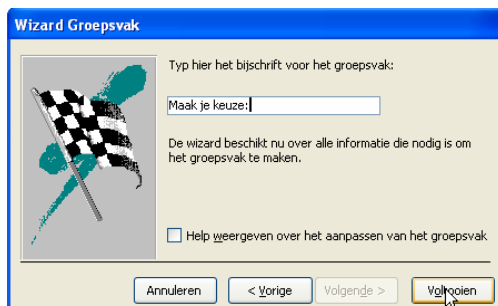 Wizard Groepsvak
Typ hier het bijschrift voor het groepsvak:
Maak je keuze:
De wizard beschikt nu over alle informatie die nodig is om
het groepsvak te maken.
Help weergeven over het aanpassen van het groepsvak
Annuleren
< Vorige
Volgende >
Voltooien